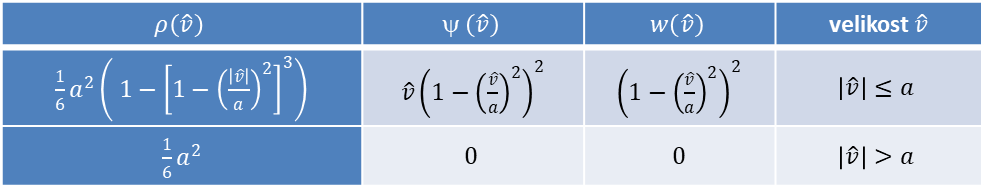 ρ(v̂) ψ (v̂) w(v̂) velikost v̂
1/6 a² ( 1 − [1 − (|v̂|/a)²]³ ) v̂(1 − (v̂/a)²)² (1 − (v̂/a)²)² |v̂| ≤ a
1/6 a² 0 0 |v̂| > a